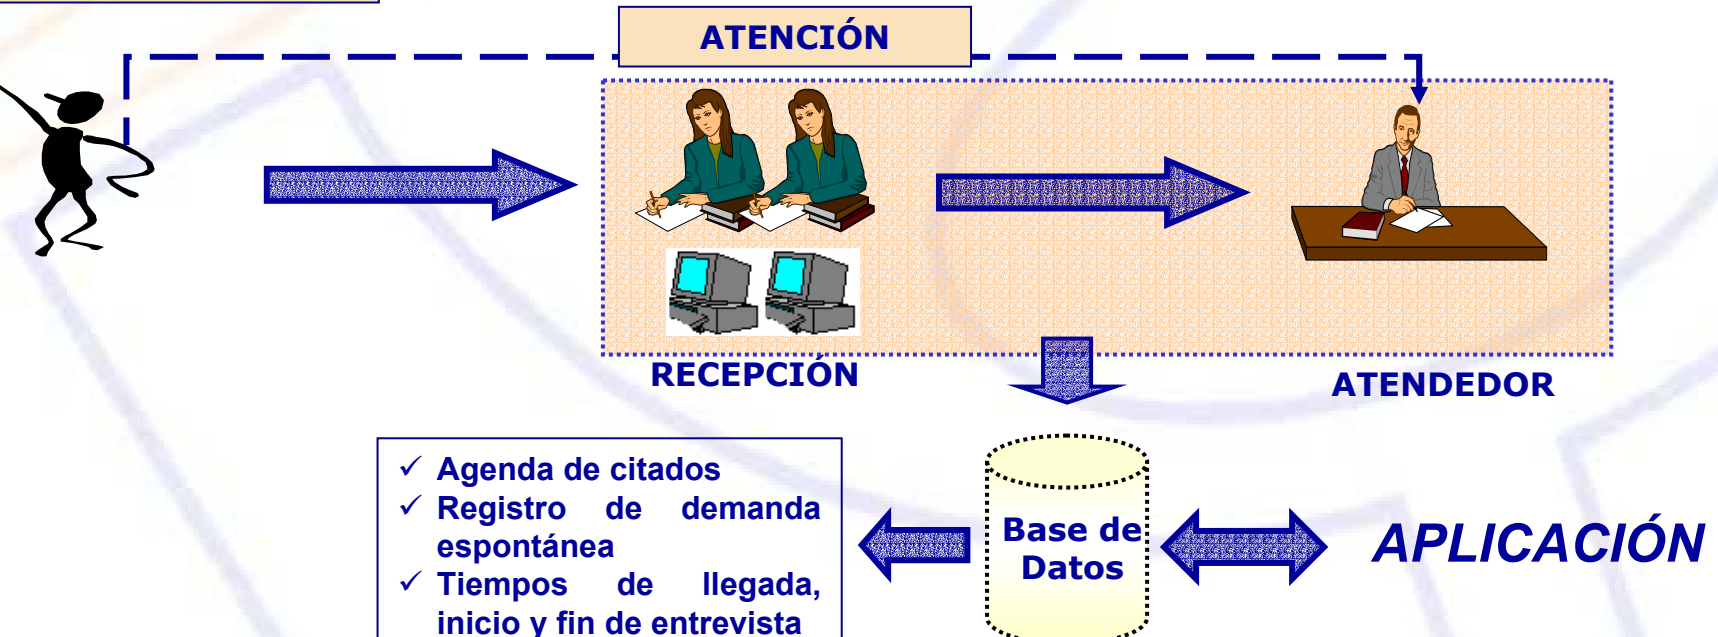 ATENCIÓN
RECEPCIÓN
ATENDEDOR
✓ Agenda de citados
✓ Registro de demanda
espontánea
✓ Tiempos de llegada,
inicio y fin de entrevista
Base de
Datos
APLICACIÓN